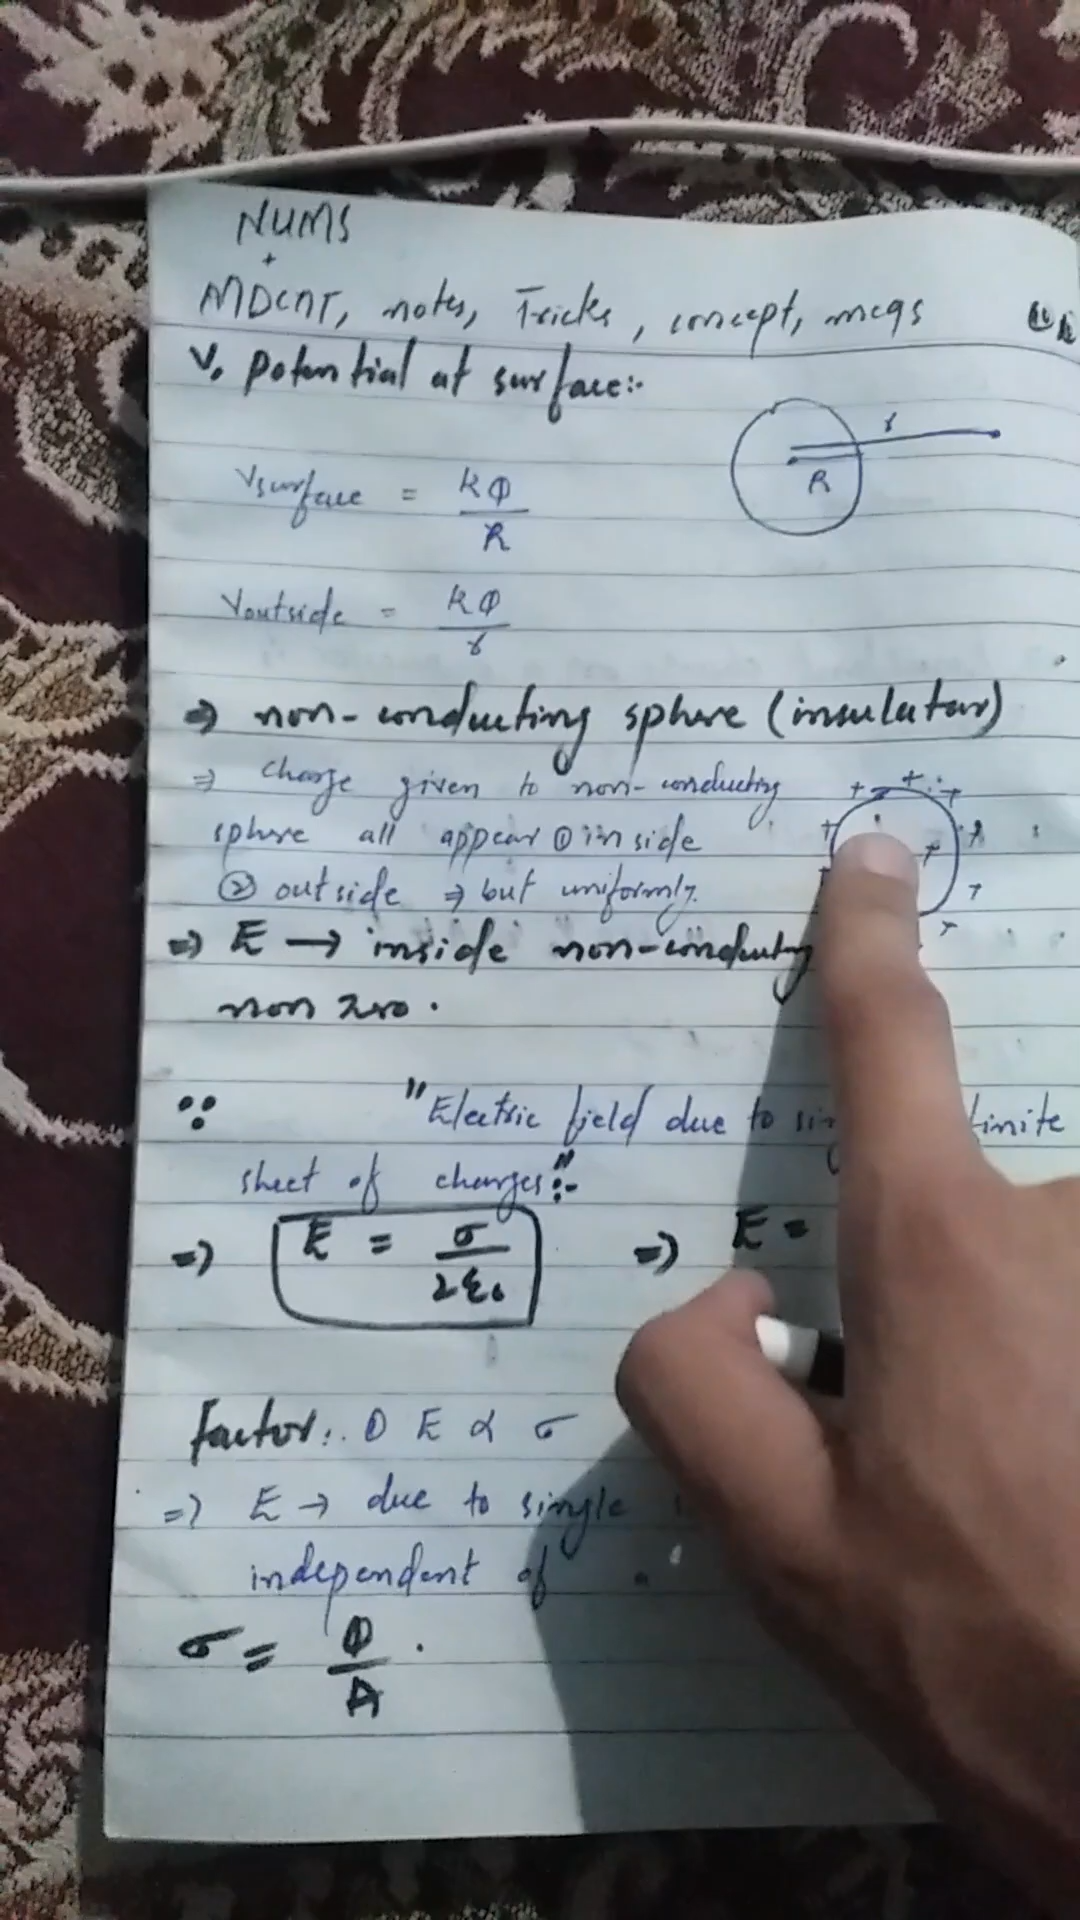 NUMS
+
MDCAT, notes, Tricks, concept, mcqs
V. potential at surface:-
r
R
Vsurface = kQ/R
Voutside = kQ/r
⇒ non-conducting sphere (insulator)
⇒ charge given to non-conducting
sphere all appear ① inside
② outside → but uniformly.
⇒ E → inside non-conducting
non zero.
"Electric field due to
sheet of charges":-
⇒ E = σ/2ε₀ ⇒ E =
factor:. ① E α σ
⇒ E → due to single
independent of
σ = Q/A.